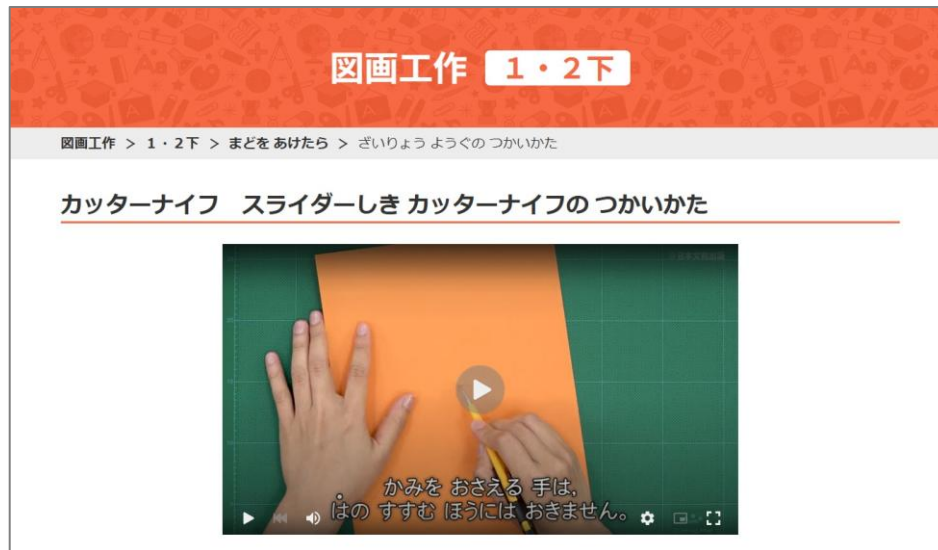 図画工作 1・2下
図画工作 > 1・2下 > まどを あけたら > ざいりょう ようぐの つかいかた
カッターナイフ　スライダーしき カッターナイフの つかいかた
かみを おさえる 手は,
はの すすむ ほうには おきません。